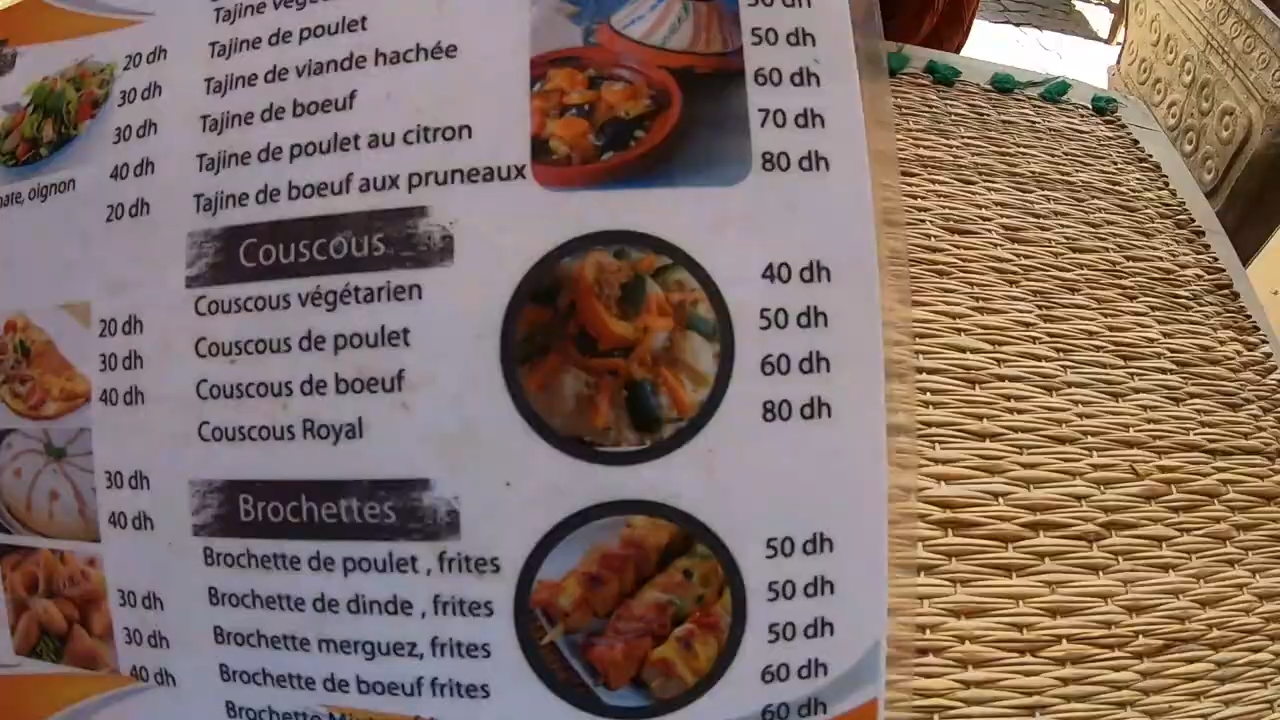 Tajine
Tajine de poulet
Tajine de viande hachée
Tajine de boeuf
Tajine de poulet au citron
Tajine de boeuf aux pruneaux
50 dh
60 dh
70 dh
80 dh
20 dh
30 dh
30 dh
40 dh
oignon
20 dh
Couscous
Couscous végétarien 40 dh
Couscous de poulet 50 dh
Couscous de boeuf 60 dh
Couscous Royal 80 dh
20 dh
30 dh
40 dh
30 dh
40 dh
Brochettes
Brochette de poulet , frites 50 dh
Brochette de dinde , frites 50 dh
Brochette merguez, frites 50 dh
Brochette de boeuf frites 60 dh
Brochette 60 dh
30 dh
30 dh
40 dh